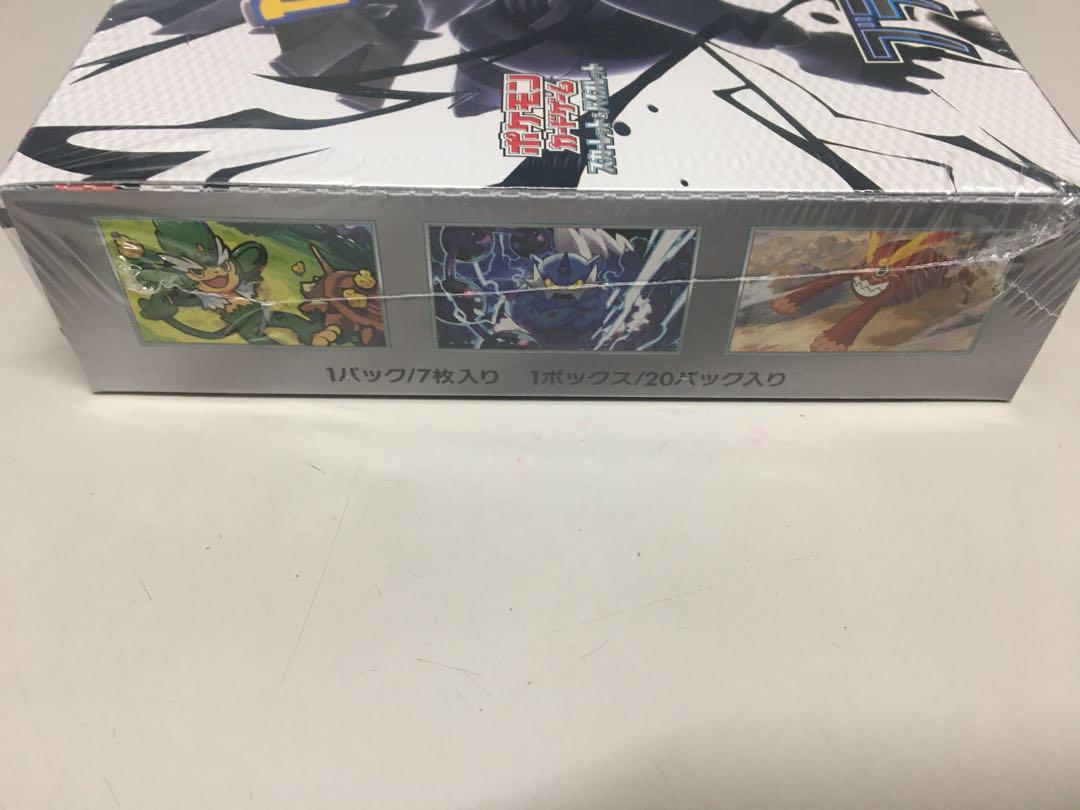 ブラ
ポケモン
カードゲーム
スカーレット&バイオレット
1パック/7枚入り 1ボックス/20パック入り